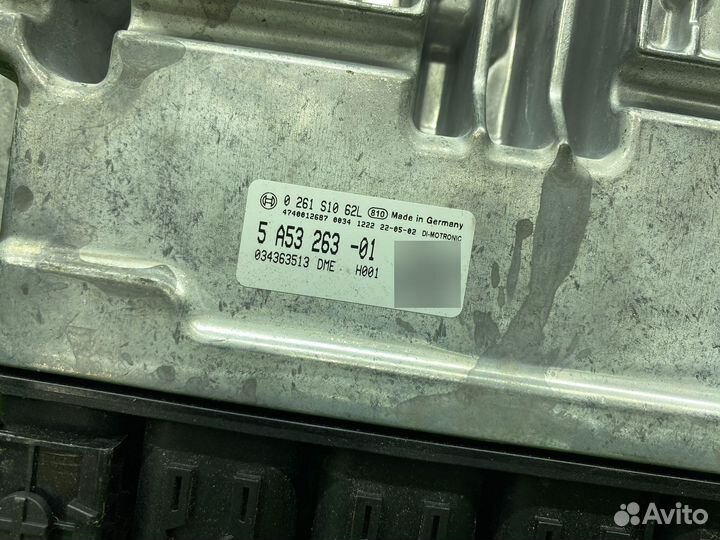 0 261 S10 62L 810 Made in Germany
4740012687 0034 1222 22-05-02 DI-MOTRONIC
5 A53 263 -01
034363513 DME H001
Avito